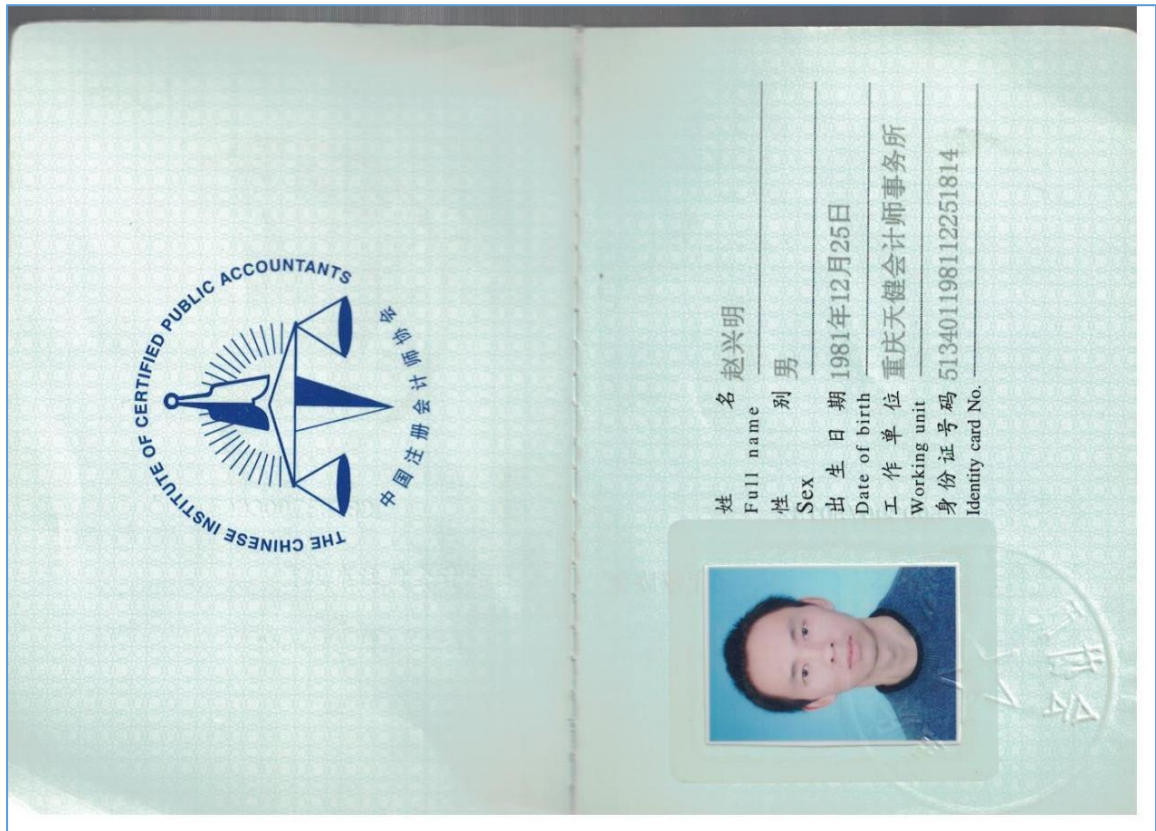 THE CHINESE INSTITUTE OF CERTIFIED PUBLIC ACCOUNTANTS
中国注册会计师协会
姓名 赵兴明
Full name
性别 男
Sex
出生日期 1981年12月25日
Date of birth
工作单位 重庆天健会计师事务所
Working unit
身份证号码 513401198112251814
Identity card No.